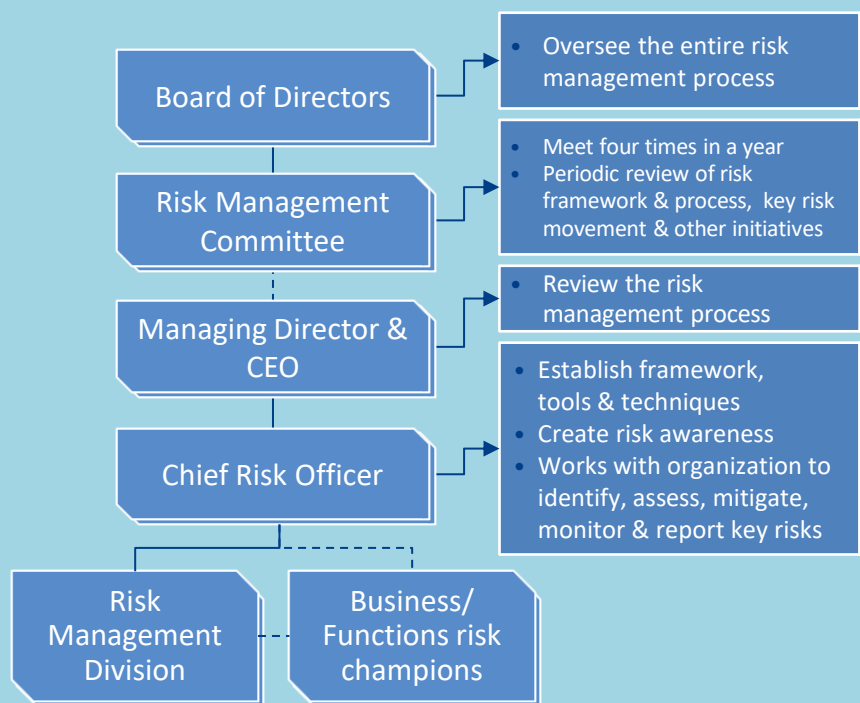 Board of Directors
• Oversee the entire risk
management process
Risk Management
Committee
• Meet four times in a year
• Periodic review of risk
framework & process, key risk
movement & other initiatives
Managing Director &
CEO
• Review the risk
management process
Chief Risk Officer
• Establish framework,
tools & techniques
• Create risk awareness
• Works with organization to
identify, assess, mitigate,
monitor & report key risks
Risk
Management
Division
Business/
Functions risk
champions